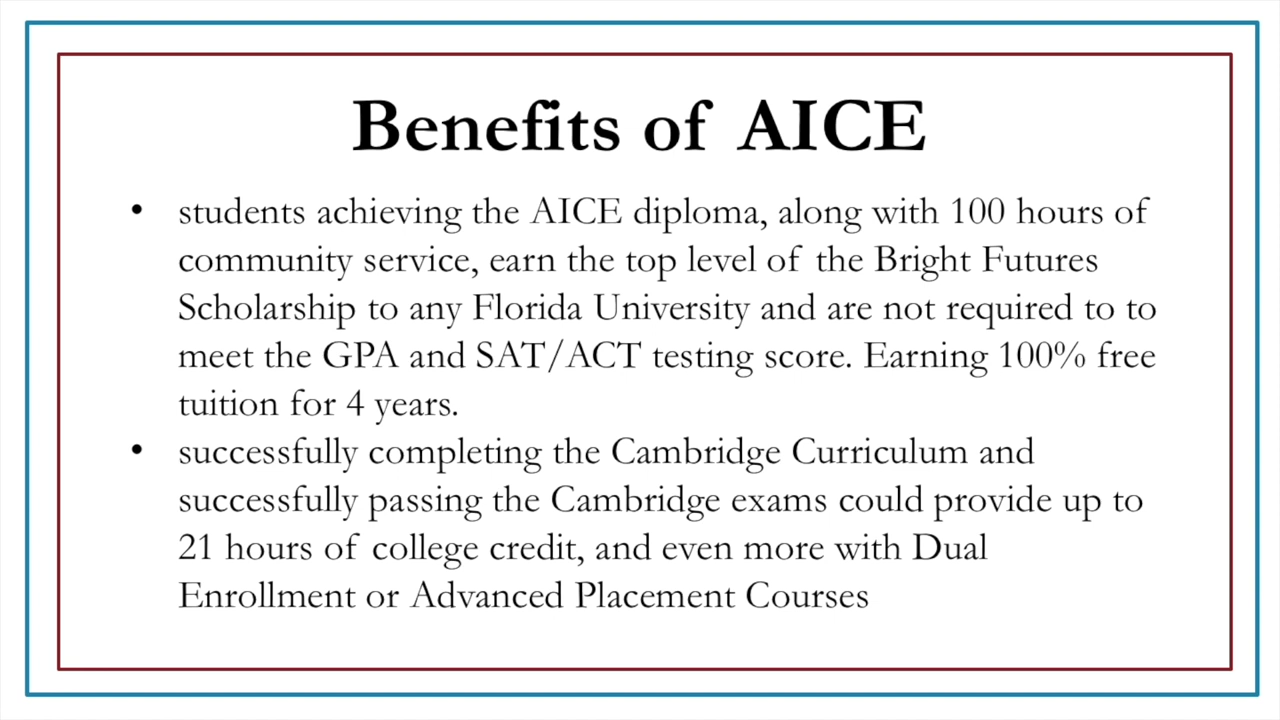 Benefits of AICE
• students achieving the AICE diploma, along with 100 hours of
community service, earn the top level of the Bright Futures
Scholarship to any Florida University and are not required to to
meet the GPA and SAT/ACT testing score. Earning 100% free
tuition for 4 years.
• successfully completing the Cambridge Curriculum and
successfully passing the Cambridge exams could provide up to
21 hours of college credit, and even more with Dual
Enrollment or Advanced Placement Courses